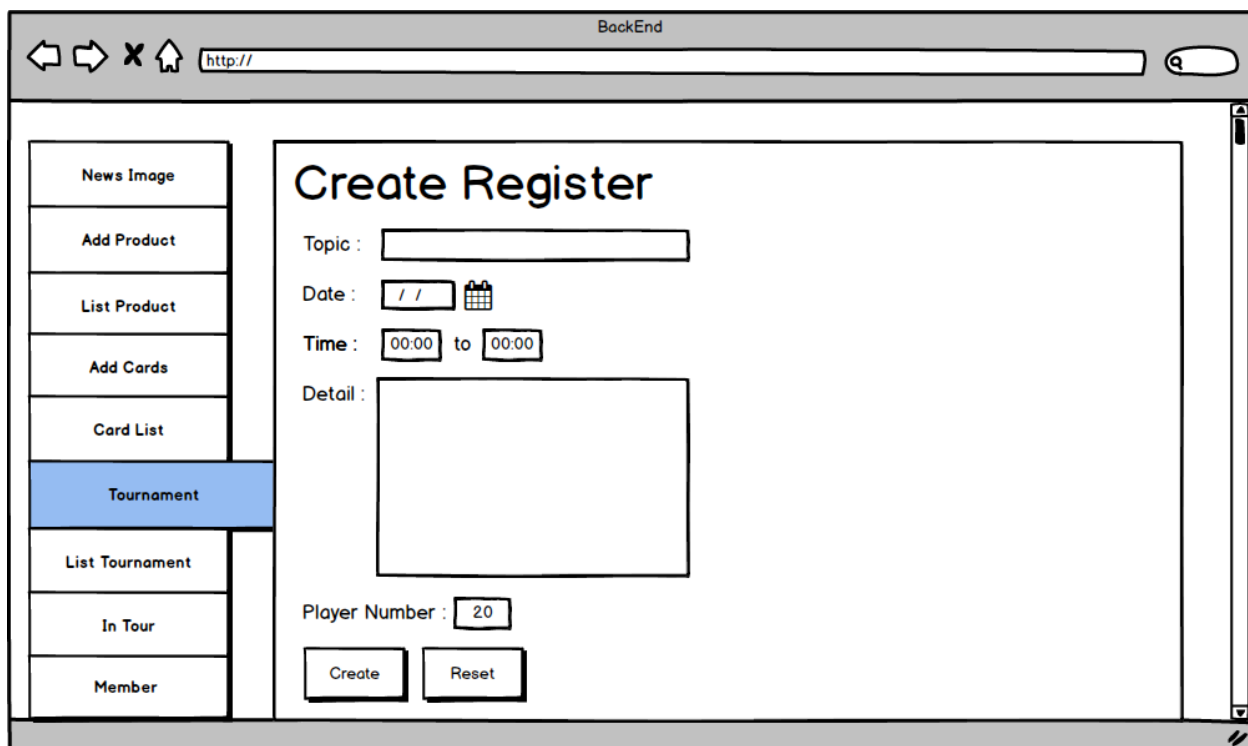 BackEnd
http://
News Image
Add Product
List Product
Add Cards
Card List
Tournament
List Tournament
In Tour
Member
Create Register
Topic :
Date : / /
Time : 00:00 to 00:00
Detail :
Player Number : 20
Create Reset